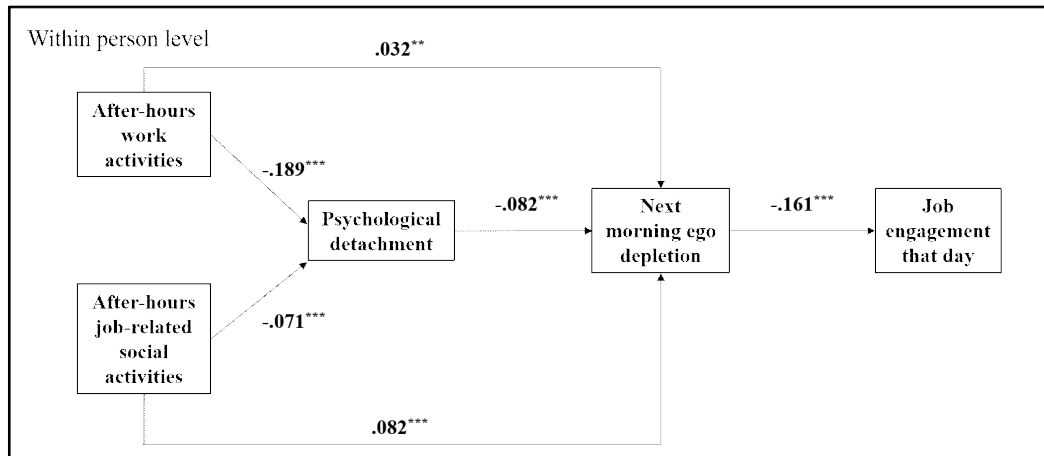 Within person level
.032**
After-hours
work
activities
-.189***
Psychological
detachment
-.082***
Next
morning ego
depletion
-.161***
Job
engagement
that day
After-hours
job-related
social
activities
-.071***
.082***